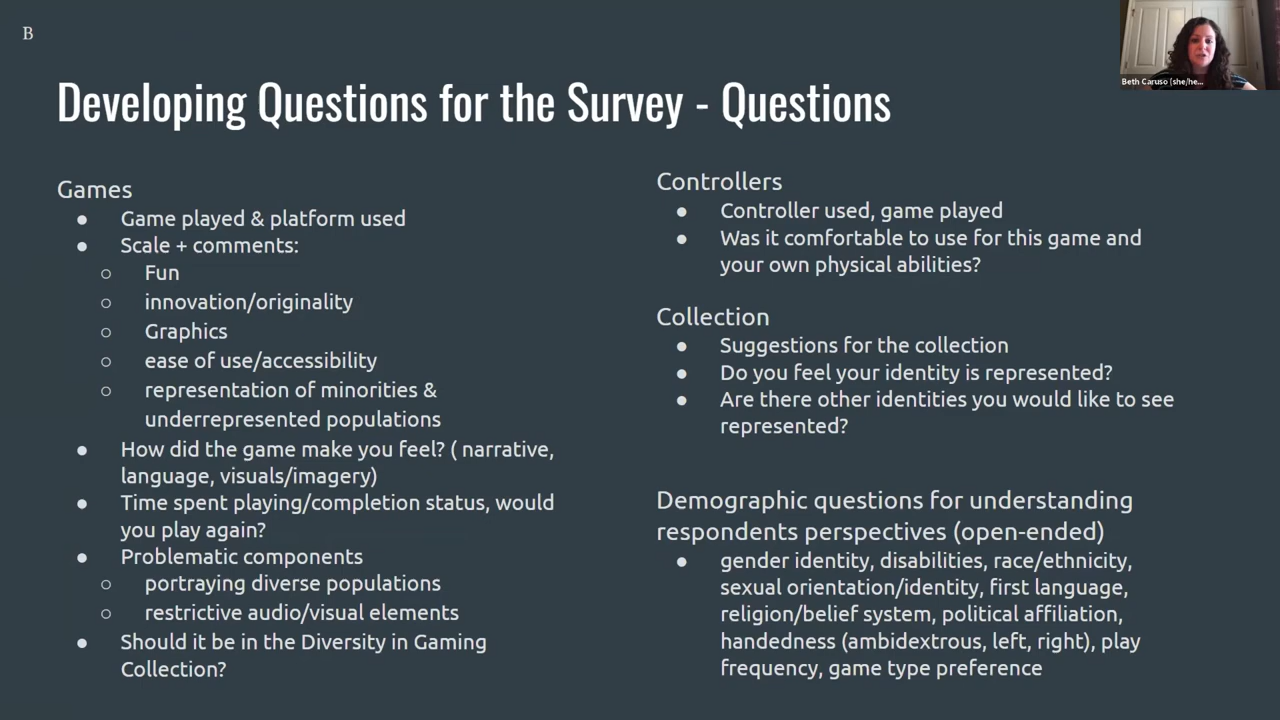 B
Beth Caruso (she/he...
Developing Questions for the Survey - Questions
Games
● Game played & platform used
● Scale + comments:
○ Fun
○ innovation/originality
○ Graphics
○ ease of use/accessibility
○ representation of minorities &
underrepresented populations
● How did the game make you feel? ( narrative,
language, visuals/imagery)
● Time spent playing/completion status, would
you play again?
● Problematic components
○ portraying diverse populations
○ restrictive audio/visual elements
● Should it be in the Diversity in Gaming
Collection?
Controllers
● Controller used, game played
● Was it comfortable to use for this game and
your own physical abilities?
Collection
● Suggestions for the collection
● Do you feel your identity is represented?
● Are there other identities you would like to see
represented?
Demographic questions for understanding
respondents perspectives (open-ended)
● gender identity, disabilities, race/ethnicity,
sexual orientation/identity, first language,
religion/belief system, political affiliation,
handedness (ambidextrous, left, right), play
frequency, game type preference